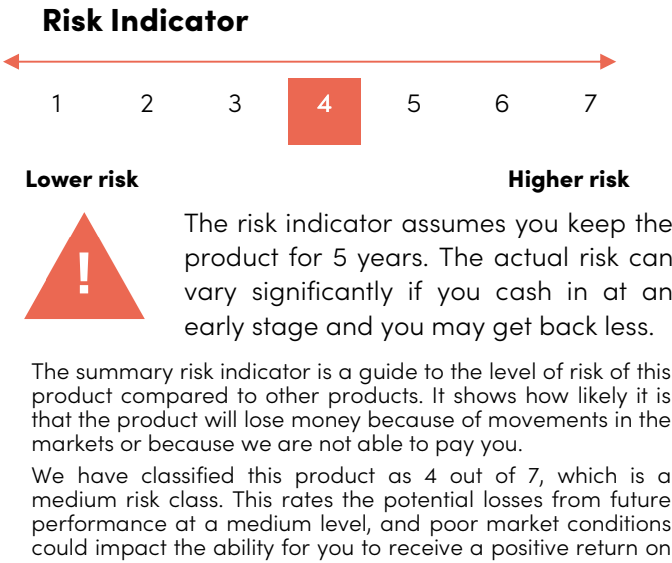 Risk Indicator
1 2 3 4 5 6 7
Lower risk Higher risk
!
The risk indicator assumes you keep the
product for 5 years. The actual risk can
vary significantly if you cash in at an
early stage and you may get back less.
The summary risk indicator is a guide to the level of risk of this
product compared to other products. It shows how likely it is
that the product will lose money because of movements in the
markets or because we are not able to pay you.
We have classified this product as 4 out of 7, which is a
medium risk class. This rates the potential losses from future
performance at a medium level, and poor market conditions
could impact the ability for you to receive a positive return on